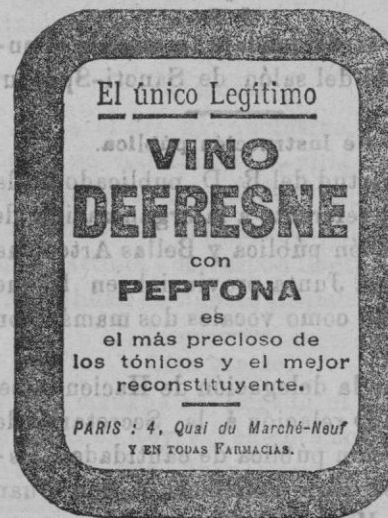 El único Legítimo
VINO
DEFRESNE
con
PEPTONA
es
el más precioso de
los tónicos y el mejor
reconstituyente.
PARIS : 4, Quai du Marché-Neuf
Y EN TODAS FARMACIAS.